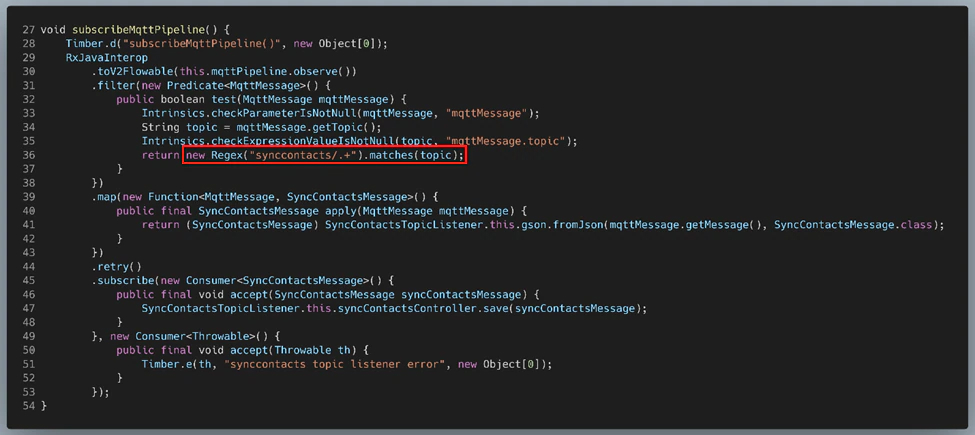 27 void subscribeMqttPipeline() {
28     Timber.d("subscribeMqttPipeline()", new Object[0]);
29     RxJavaInterop
30         .toV2Flowable(this.mqttPipeline.observe())
31         .filter(new Predicate<MqttMessage>() {
32             public boolean test(MqttMessage mqttMessage) {
33                 Intrinsics.checkParameterIsNotNull(mqttMessage, "mqttMessage");
34                 String topic = mqttMessage.getTopic();
35                 Intrinsics.checkExpressionValueIsNotNull(topic, "mqttMessage.topic");
36                 return new Regex("synccontacts/.+").matches(topic);
37             }
38         })
39         .map(new Function<MqttMessage, SyncContactsMessage>() {
40             public final SyncContactsMessage apply(MqttMessage mqttMessage) {
41                 return (SyncContactsMessage) SyncContactsTopicListener.this.gson.fromJson(mqttMessage.getMessage(), SyncContactsMessage.class);
42             }
43         })
44         .retry()
45         .subscribe(new Consumer<SyncContactsMessage>() {
46             public final void accept(SyncContactsMessage syncContactsMessage) {
47                 SyncContactsTopicListener.this.syncContactsController.save(syncContactsMessage);
48             }
49         }, new Consumer<Throwable>() {
50             public final void accept(Throwable th) {
51                 Timber.e(th, "synccontacts topic listener error", new Object[0]);
52             }
53         });
54 }